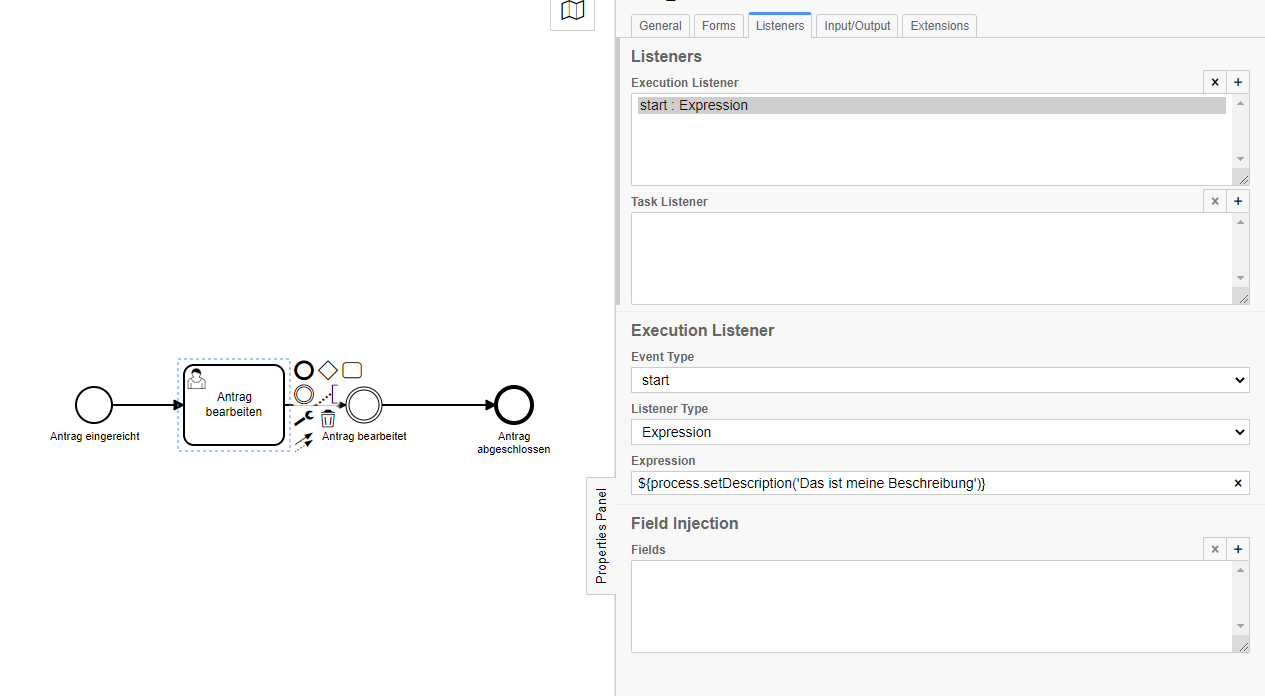 General
Forms
Listeners
Input/Output
Extensions
Listeners
Execution Listener
start : Expression
Task Listener
Execution Listener
Event Type
start
Listener Type
Expression
Expression
${process.setDescription('Das ist meine Beschreibung')}
Field Injection
Fields
Properties Panel
Antrag eingereicht
Antrag
bearbeiten
Antrag bearbeitet
Antrag
abgeschlossen